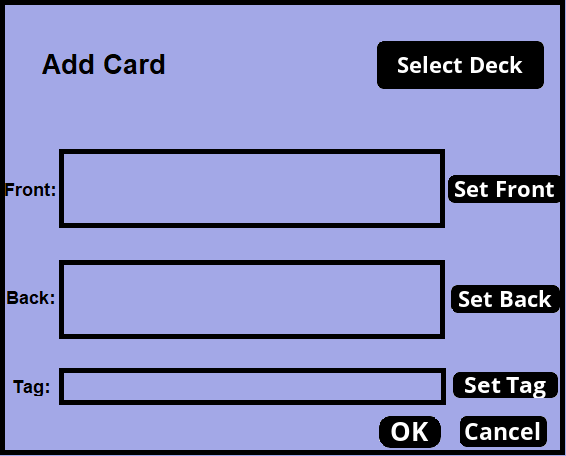 Add Card
Select Deck
Front:
Set Front
Back:
Set Back
Tag:
Set Tag
OK
Cancel